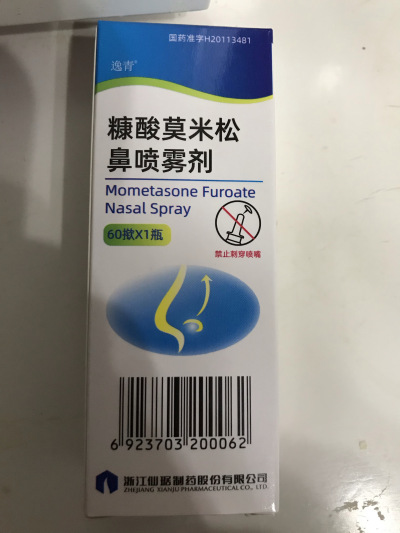 国药准字H20113481
逸青®
糠酸莫米松
鼻喷雾剂
Mometasone Furoate
Nasal Spray
60揿X1瓶
禁止刺穿喷嘴
6 923703 200062
浙江仙琚制药股份有限公司
ZHEJIANG XIANJU PHARMACEUTICAL CO., LTD.